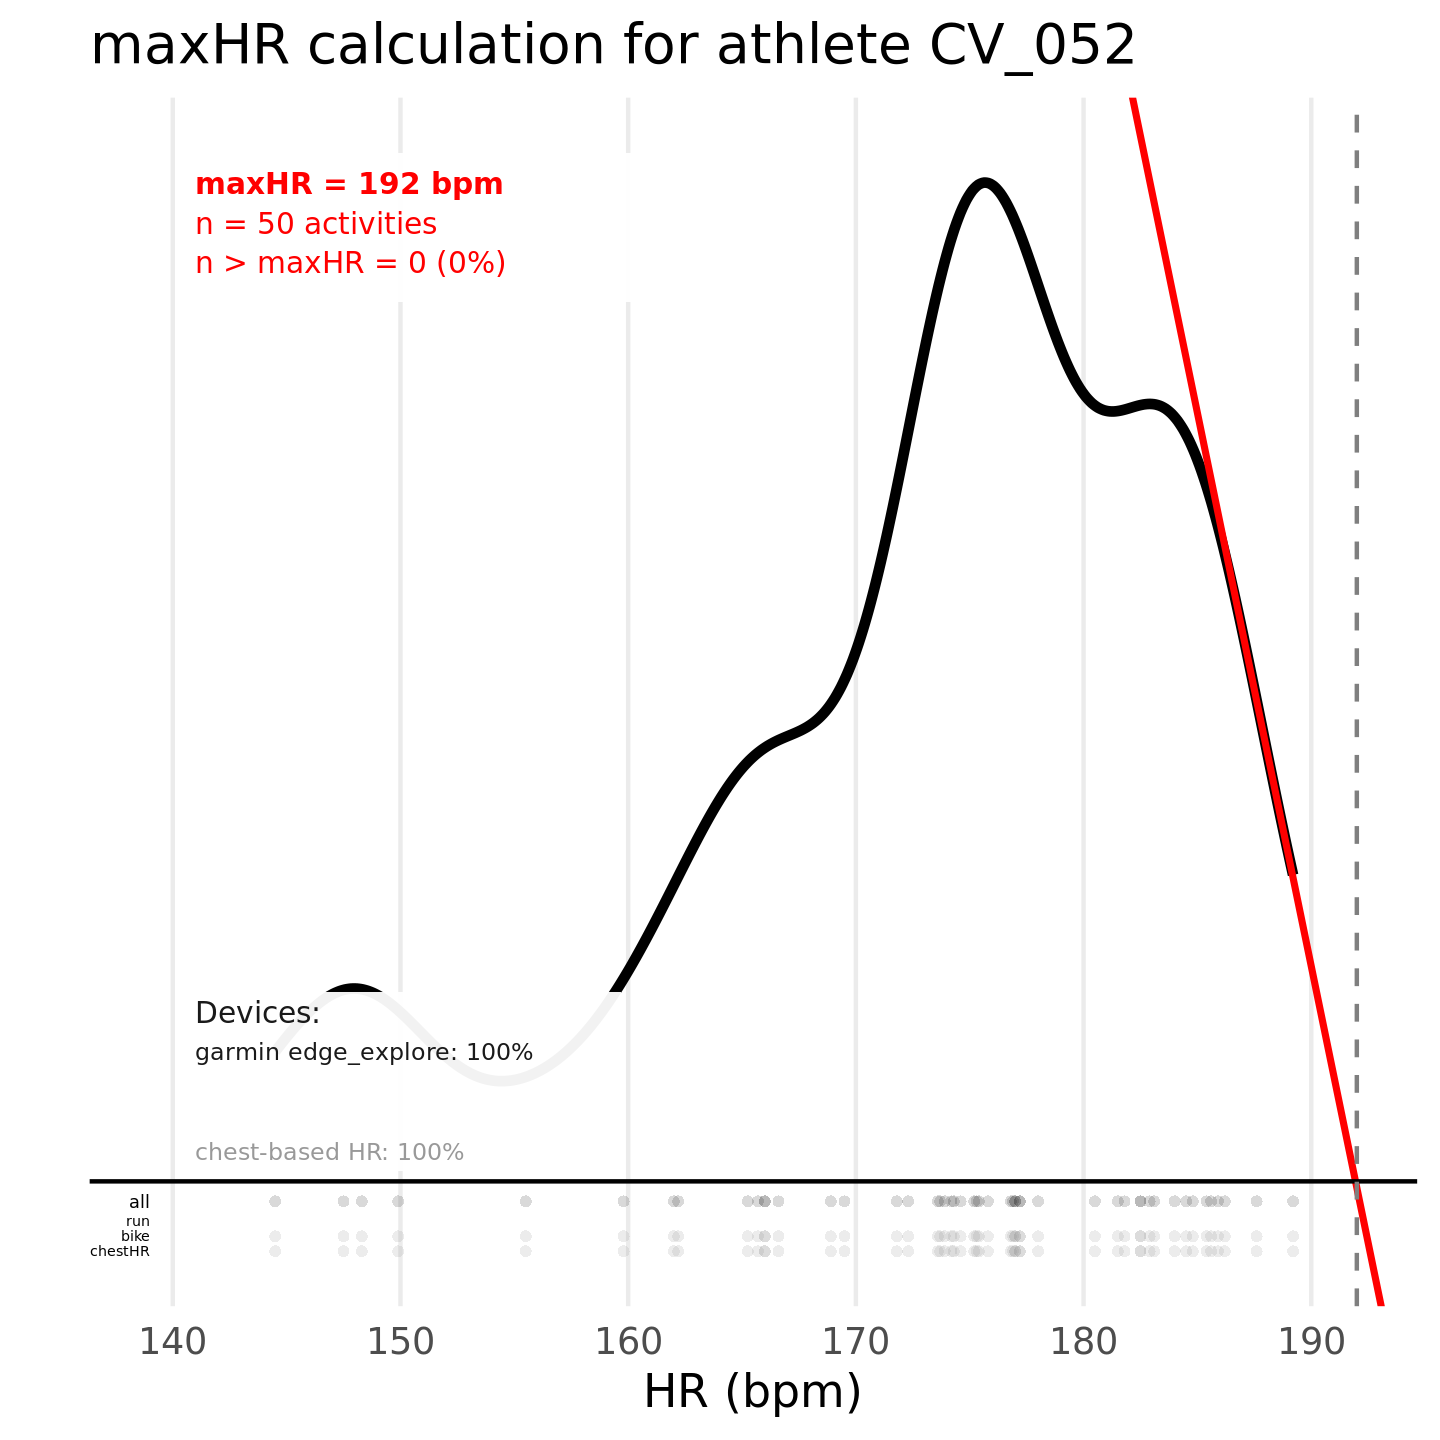 maxHR calculation for athlete CV_052
maxHR = 192 bpm
n = 50 activities
n > maxHR = 0 (0%)
Devices:
garmin edge_explore: 100%
chest-based HR: 100%
all
run
bike
chestHR
140 150 160 170 180 190
HR (bpm)